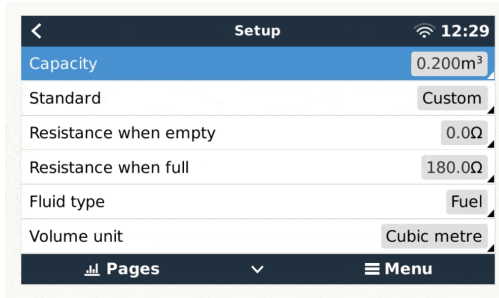 Setup 12:29
Capacity 0.200m³
Standard Custom
Resistance when empty 0.0Ω
Resistance when full 180.0Ω
Fluid type Fuel
Volume unit Cubic metre
Pages Menu